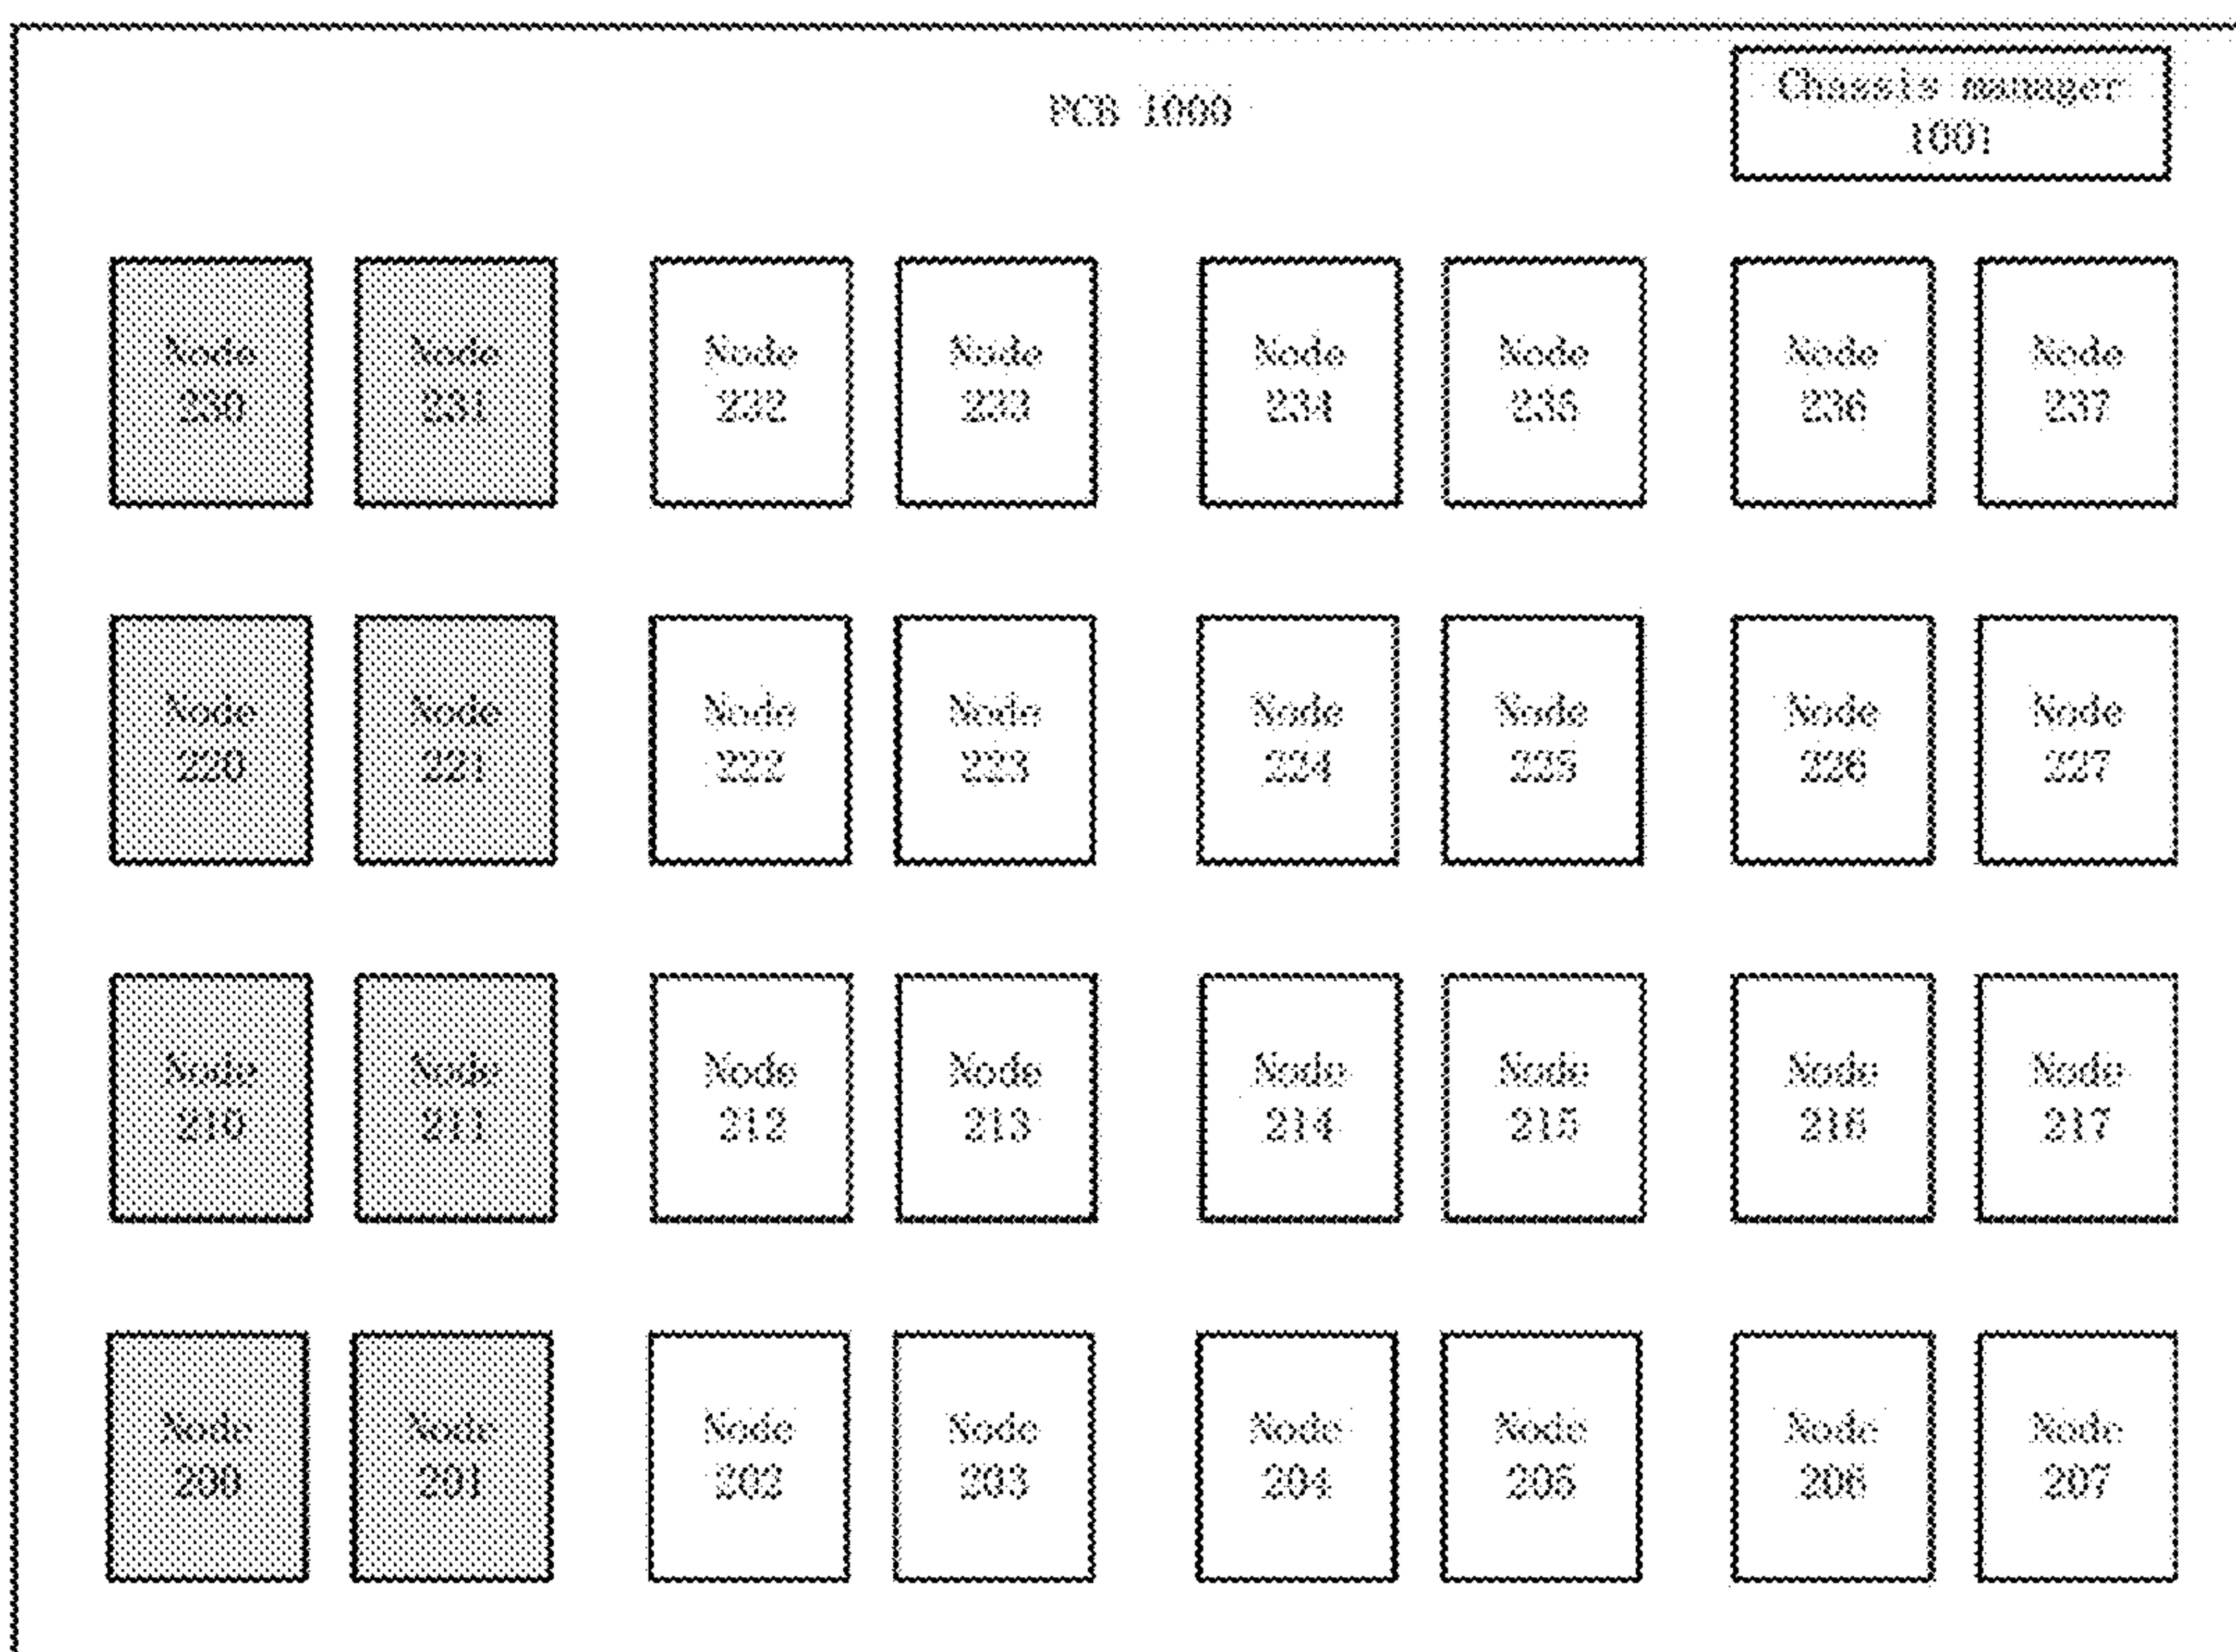 PCB 1000
Chassis manager
1001
Node
230
Node
231
Node
232
Node
233
Node
234
Node
235
Node
236
Node
237
Node
220
Node
221
Node
222
Node
223
Node
224
Node
225
Node
226
Node
227
Node
210
Node
211
Node
212
Node
213
Node
214
Node
215
Node
216
Node
217
Node
200
Node
201
Node
202
Node
203
Node
204
Node
205
Node
206
Node
207